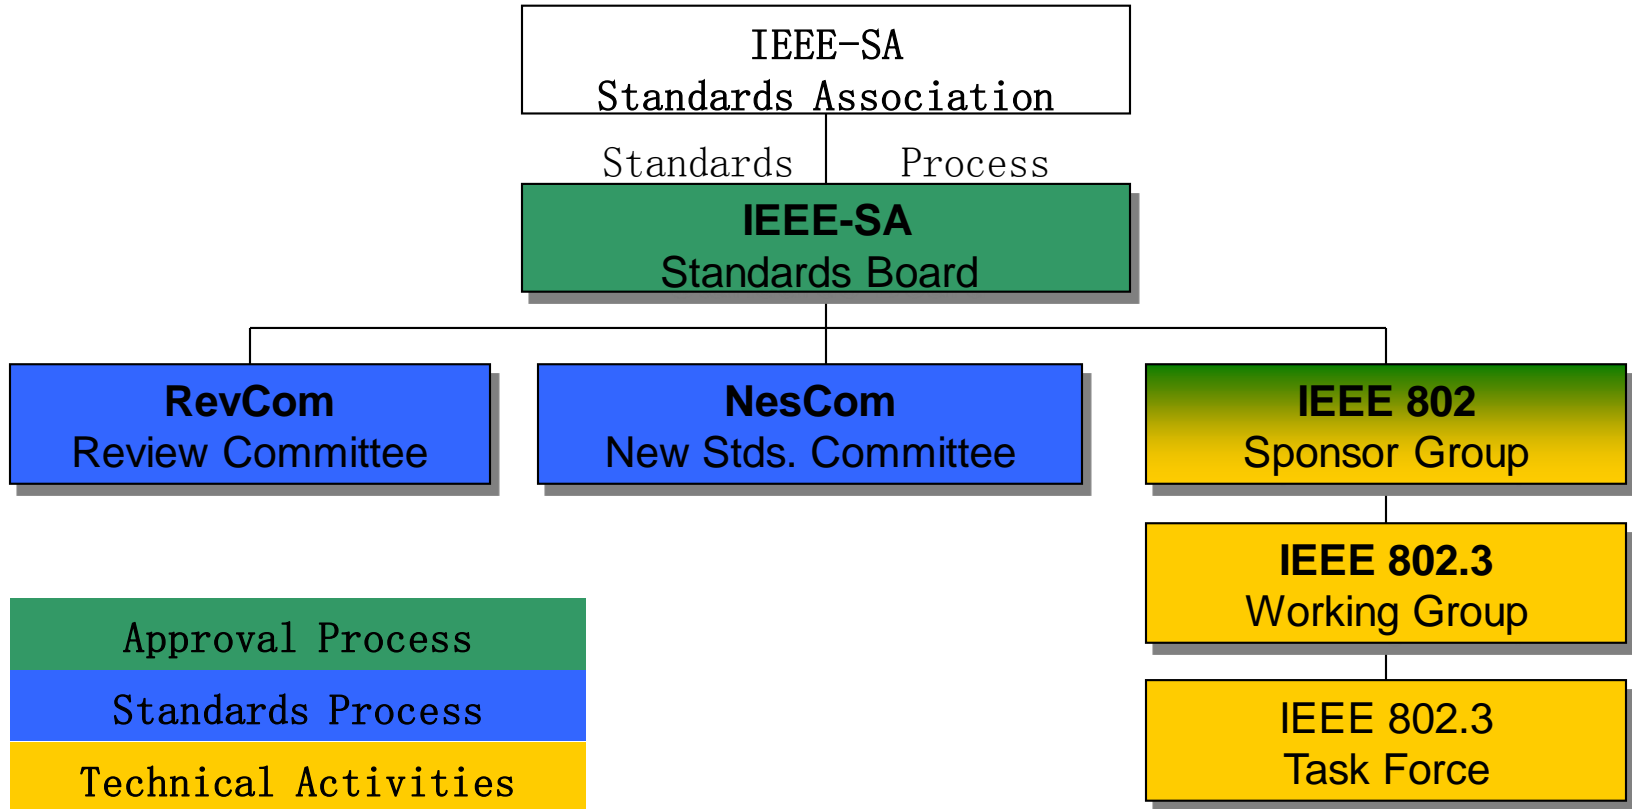 IEEE-SA
Standards Association
Standards Process
IEEE-SA
Standards Board
RevCom
Review Committee
NesCom
New Stds. Committee
IEEE 802
Sponsor Group
IEEE 802.3
Working Group
IEEE 802.3
Task Force
Approval Process
Standards Process
Technical Activities